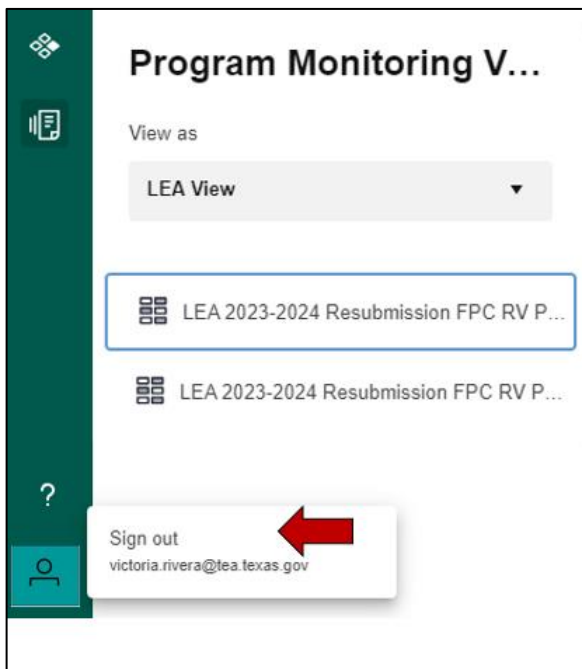 Program Monitoring V...
View as
LEA View
LEA 2023-2024 Resubmission FPC RV P...
LEA 2023-2024 Resubmission FPC RV P...
?
Sign out
victoria.rivera@tea.texas.gov